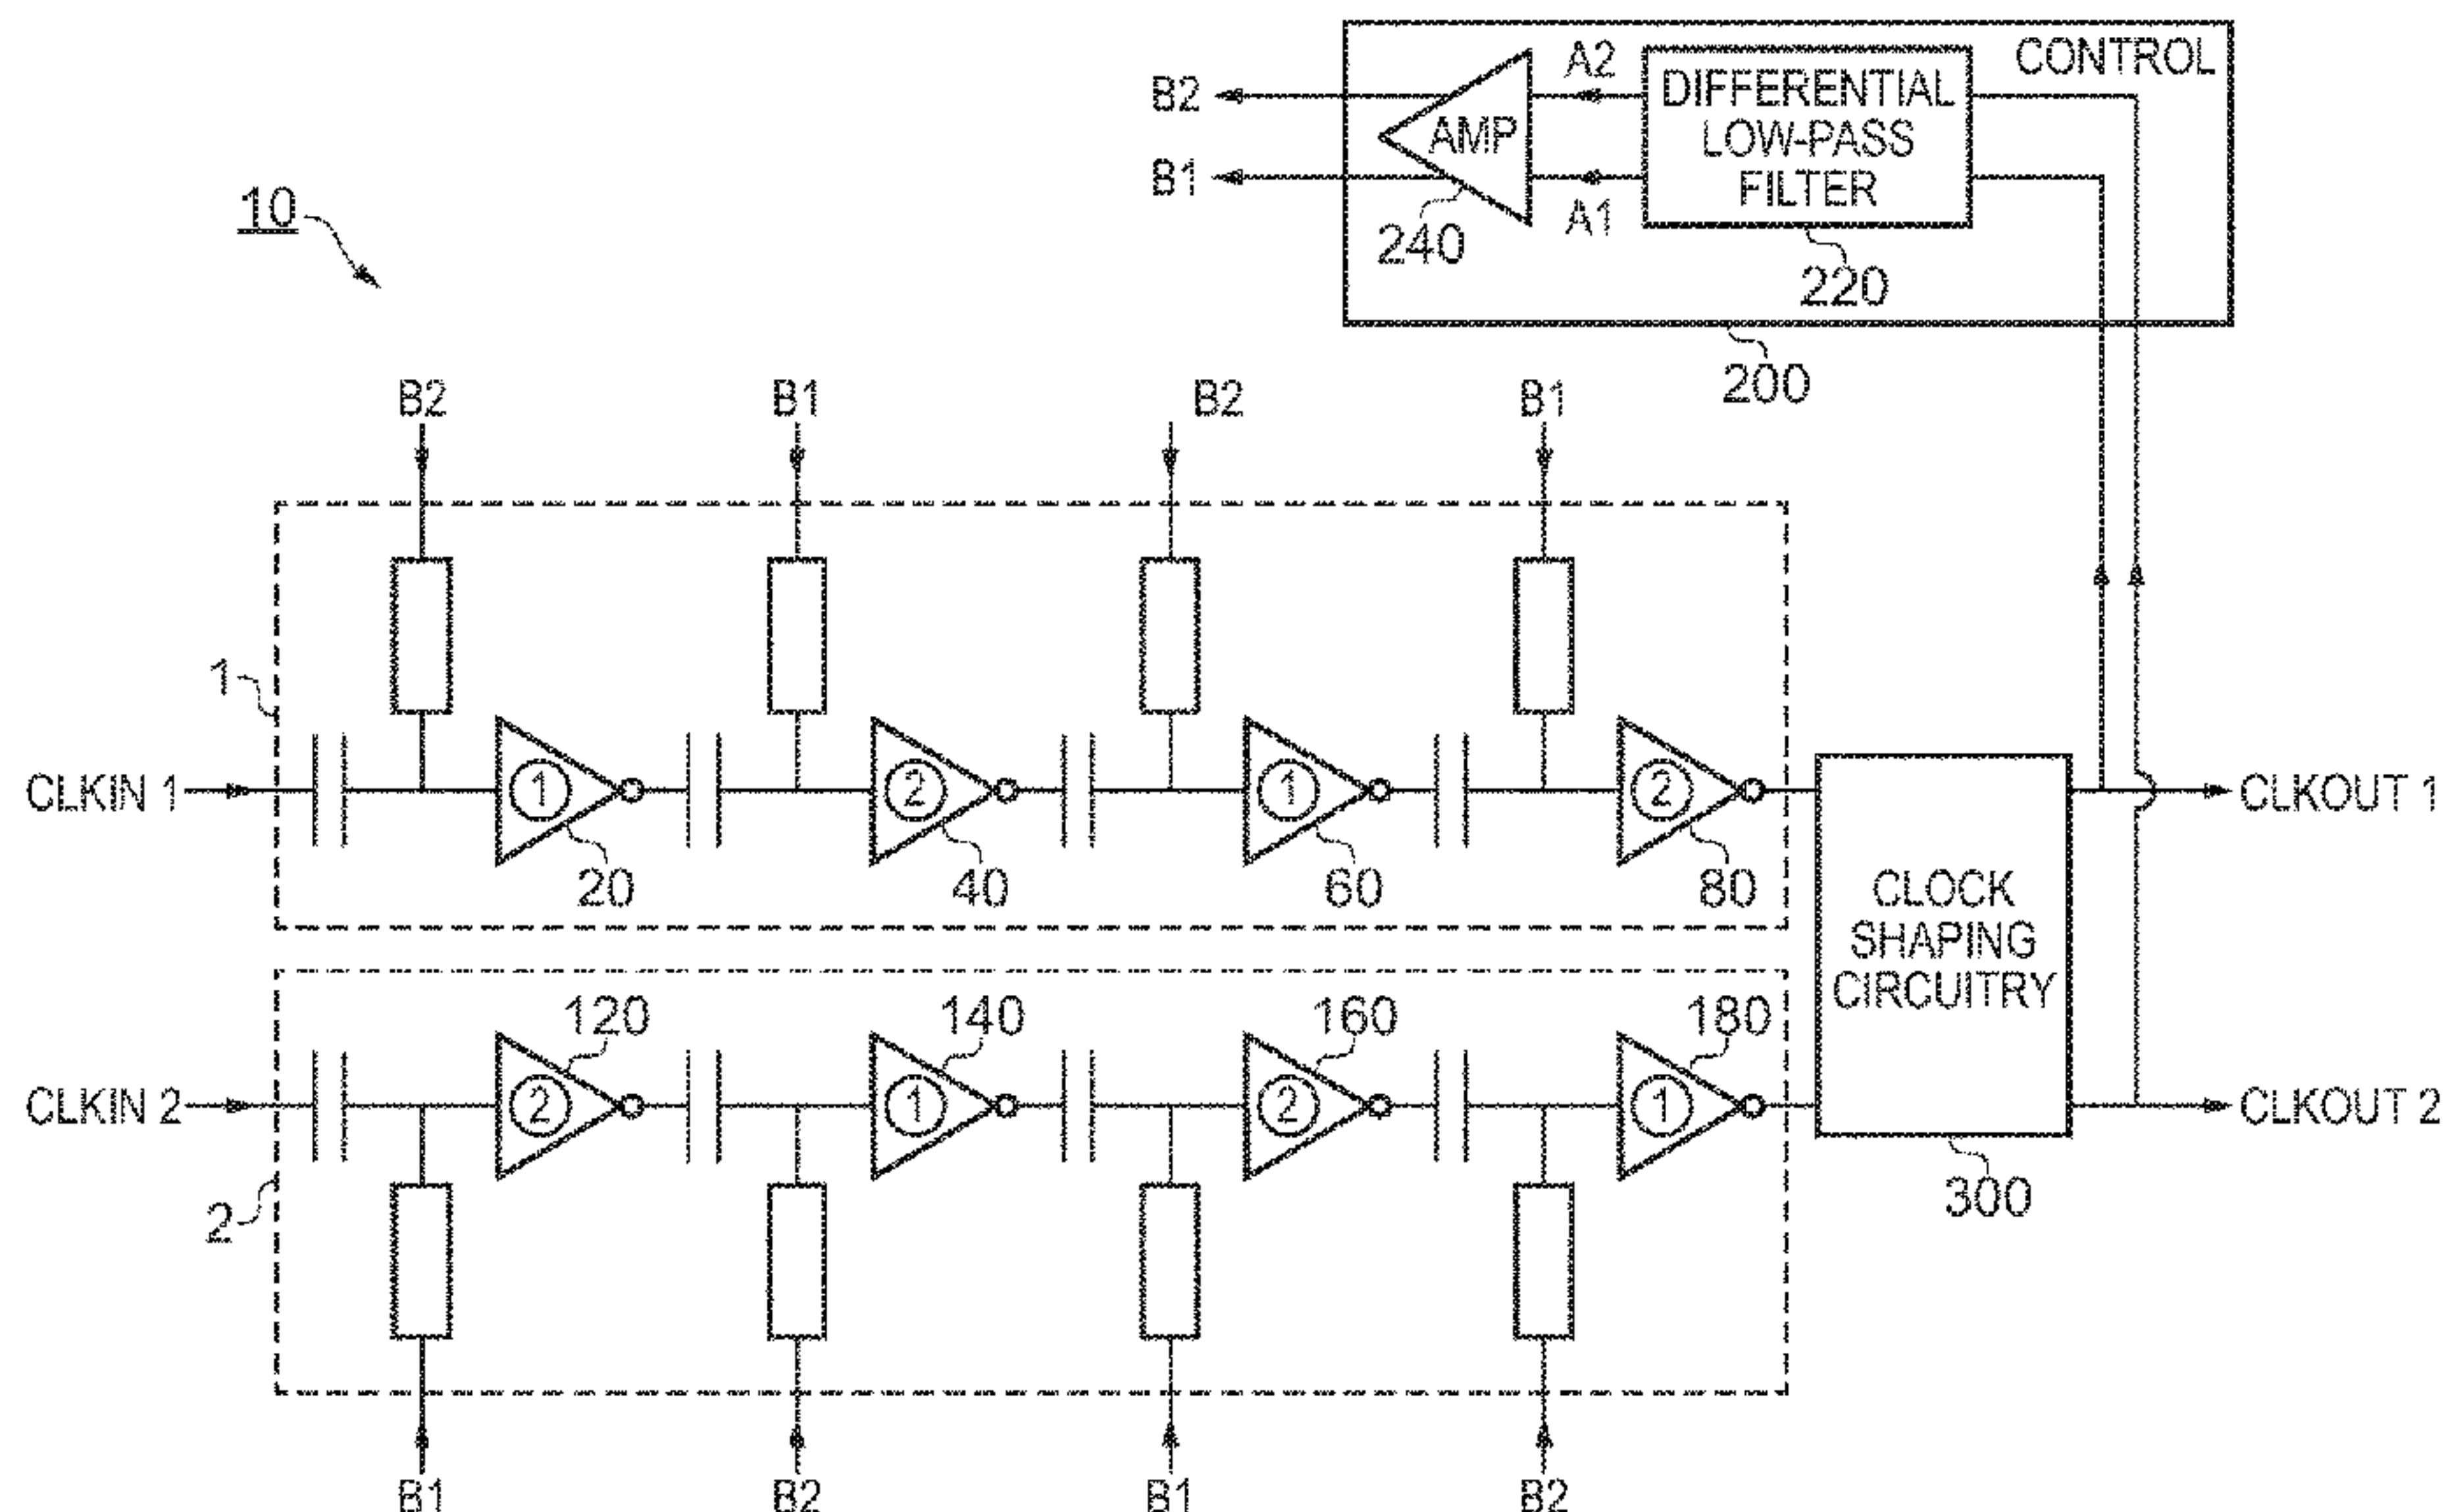 CONTROL
A2
DIFFERENTIAL
LOW-PASS
FILTER
B2
AMP
B1
A1
240
220
10
200
B2
B1
B2
B1
1
CLKIN 1
1
2
1
2
CLKOUT 1
20
40
60
80
CLOCK
SHAPING
CIRCUITRY
120
140
160
180
CLKIN 2
2
1
2
1
CLKOUT 2
2
300
B1
B2
B1
B2